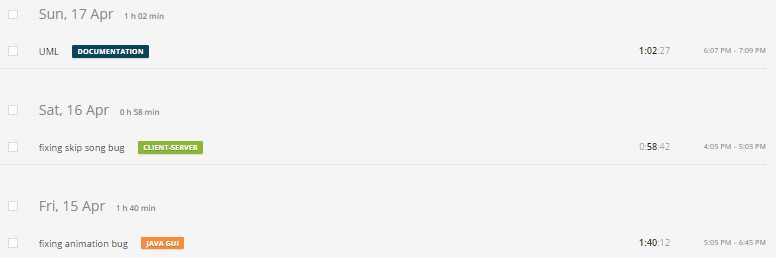 Sun, 17 Apr 1 h 02 min
UML DOCUMENTATION 1:02:27 6:07 PM - 7:09 PM
Sat, 16 Apr 0 h 58 min
fixing skip song bug CLIENT-SERVER 0:58:42 4:05 PM - 5:03 PM
Fri, 15 Apr 1 h 40 min
fixing animation bug JAVA GUI 1:40:12 5:05 PM - 6:45 PM